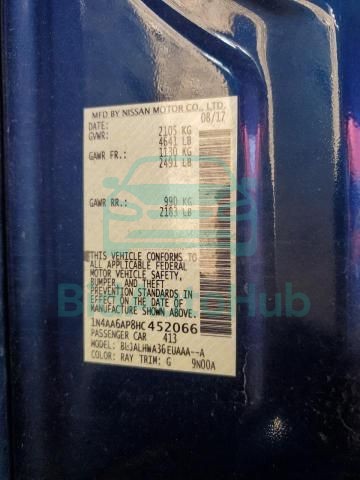 MFD BY NISSAN MOTOR CO., LTD.
DATE: 08/17
GVWR: 2105 KG
4641 LB
GAWR FR.: 1130 KG
2491 LB
GAWR RR.: 990 KG
2183 LB
THIS VEHICLE CONFORMS TO
ALL APPLICABLE FEDERAL
MOTOR VEHICLE SAFETY,
BUMPER, AND THEFT
PREVENTION STANDARDS IN
EFFECT ON THE DATE OF
MANUFACTURE SHOWN ABOVE.
1N4AA6AP8HC452066
PASSENGER CAR 413
MODEL:
COLOR: RAY TRIM: G 9N00A